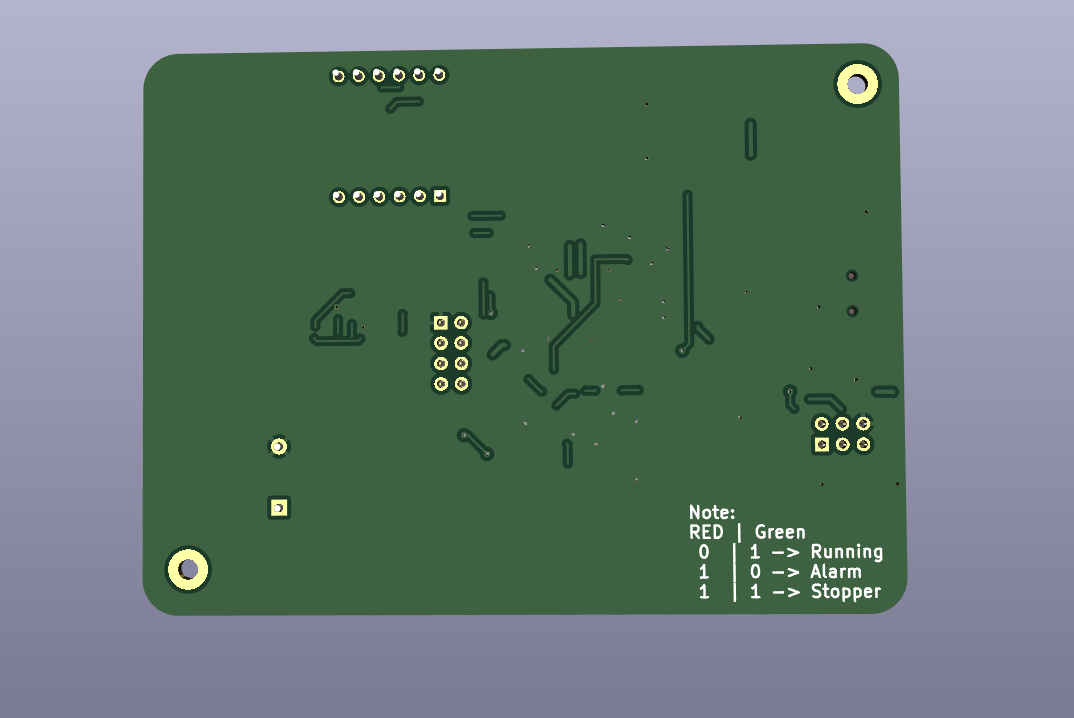 Note:
RED | Green
0 | 1 -> Running
1 | 0 -> Alarm
1 | 1 -> Stopper